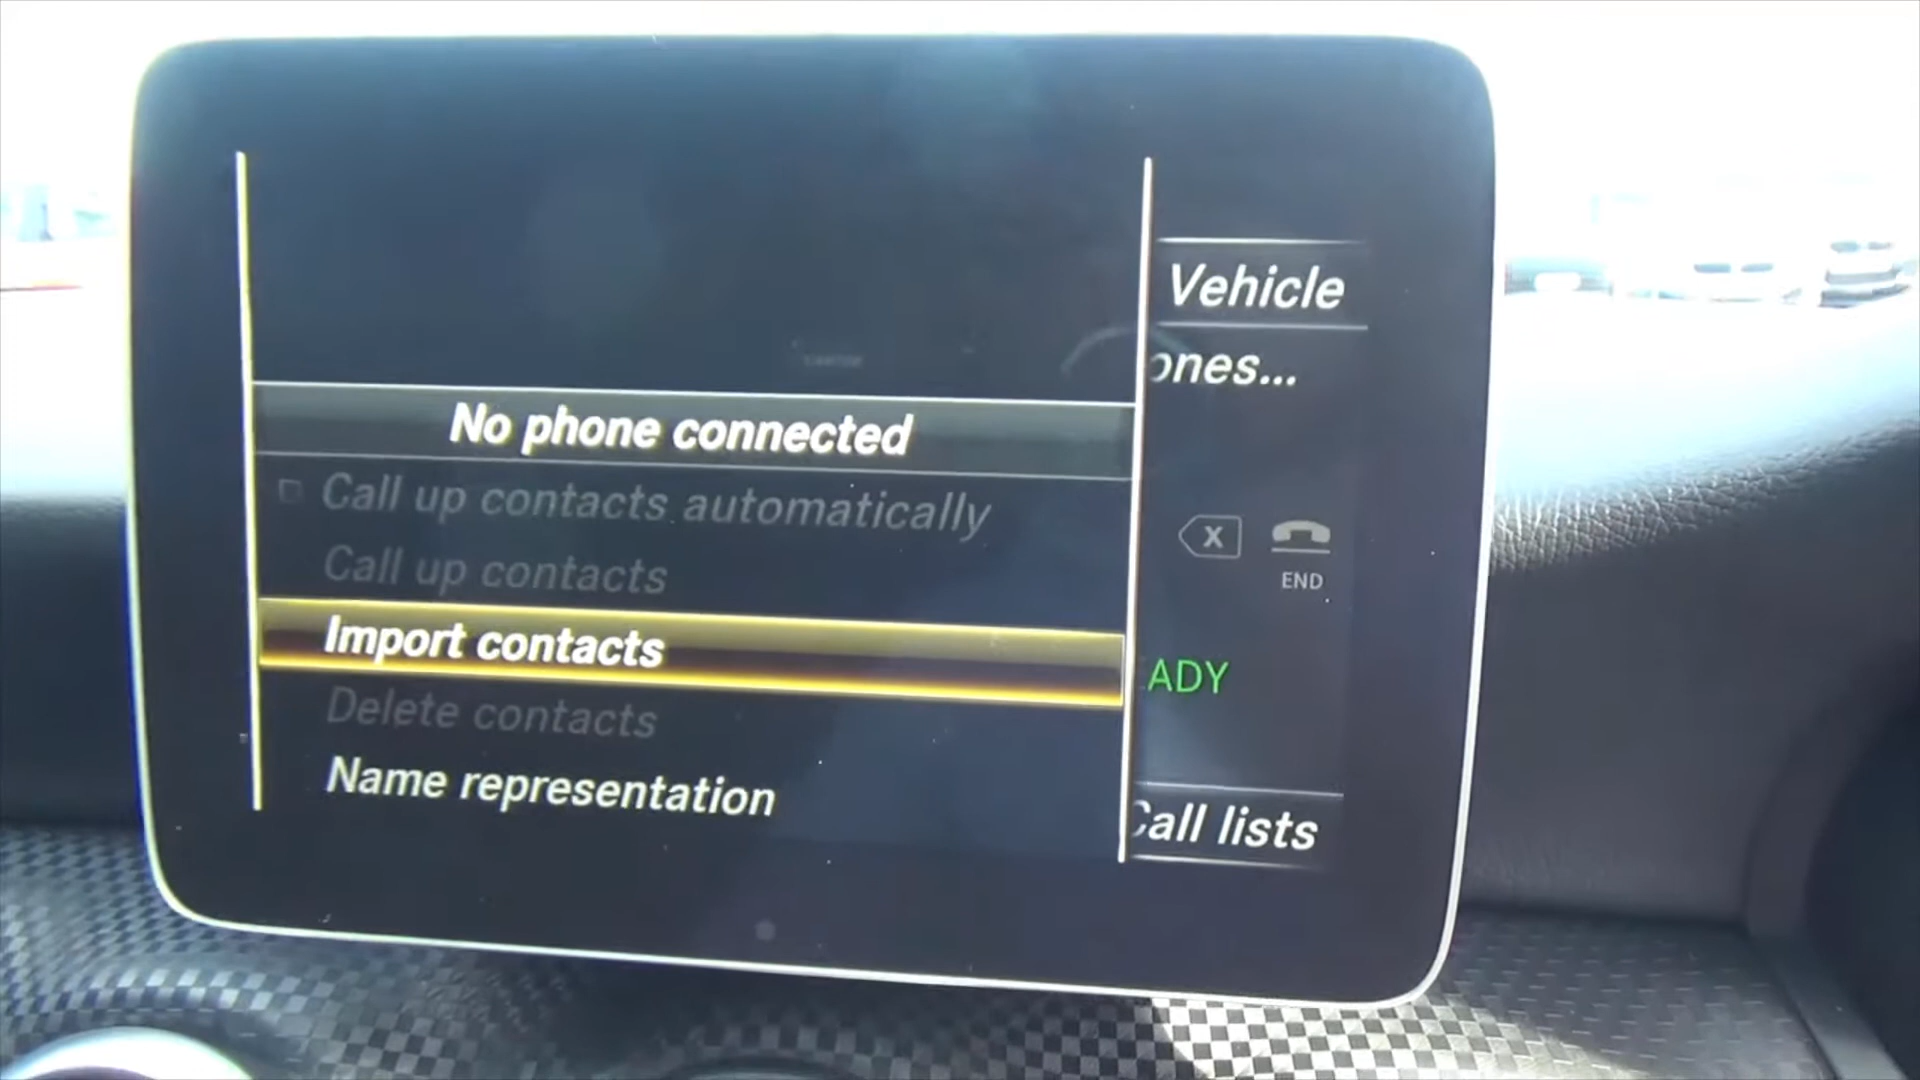 Vehicle
ones...
No phone connected
Call up contacts automatically
Call up contacts
X
END
Import contacts
ADY
Delete contacts
Name representation
Call lists